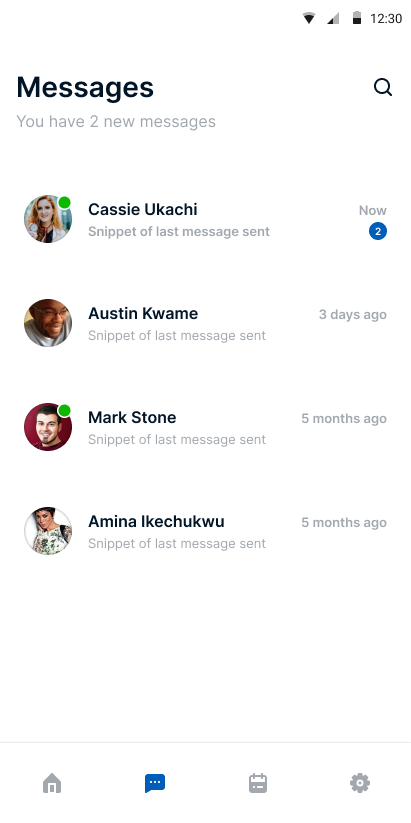 12:30
Messages
You have 2 new messages
Cassie Ukachi
Now
Snippet of last message sent
2
Austin Kwame
3 days ago
Snippet of last message sent
Mark Stone
5 months ago
Snippet of last message sent
Amina Ikechukwu
5 months ago
Snippet of last message sent